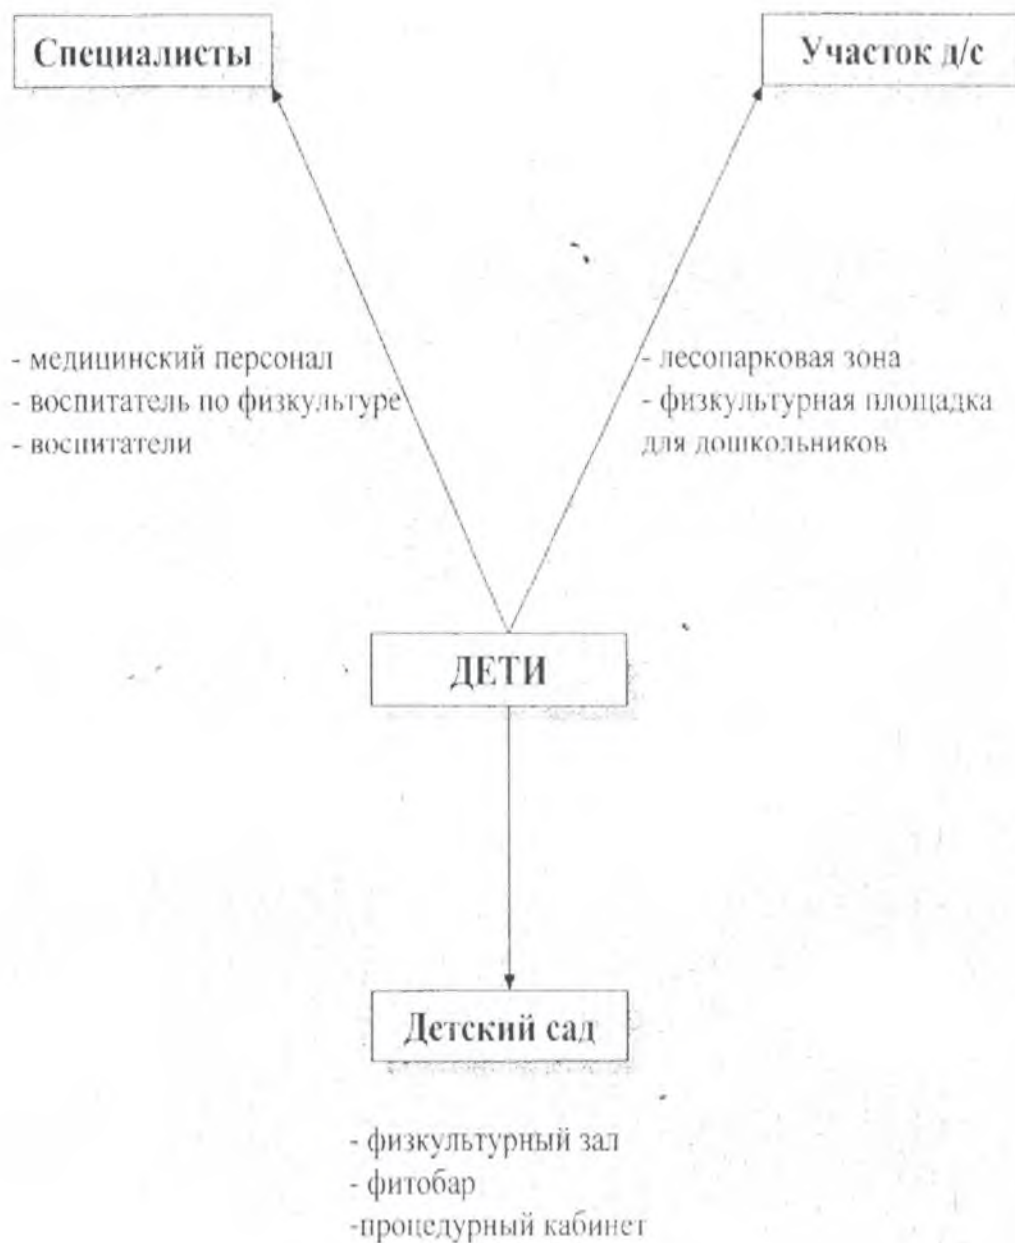 Специалисты
Участок д/с
- медицинский персонал
- воспитатель по физкультуре
- воспитатели
- лесопарковая зона
- физкультурная площадка
для дошкольников
ДЕТИ
Детский сад
- физкультурный зал
- фитобар
-процедурный кабинет